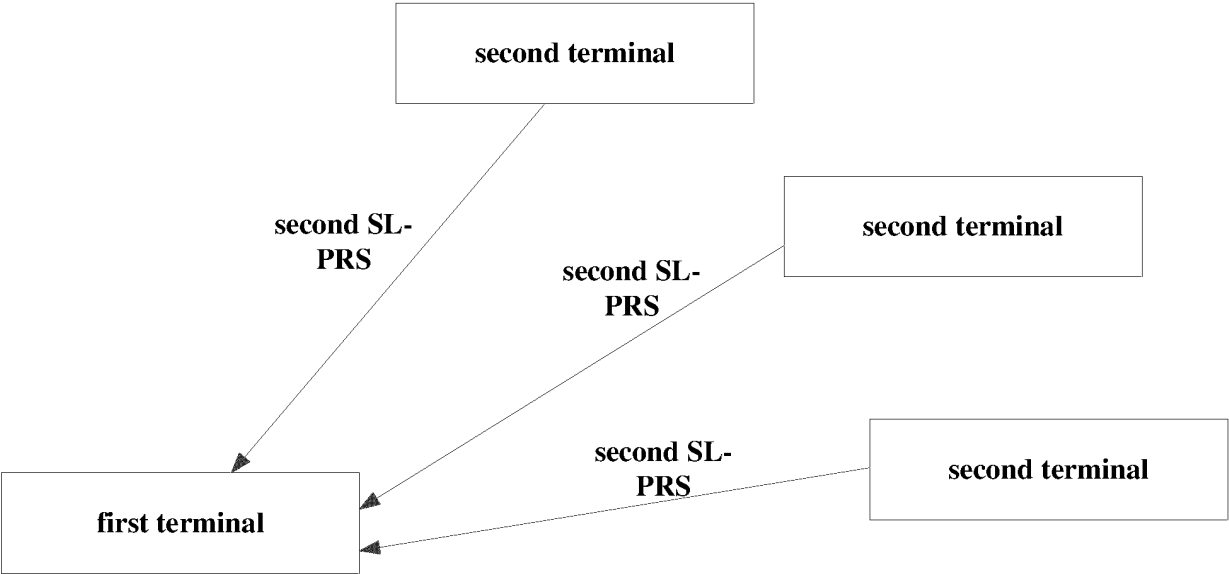 second terminal
second SL-
PRS
second terminal
second SL-
PRS
second SL-
PRS
second terminal
first terminal